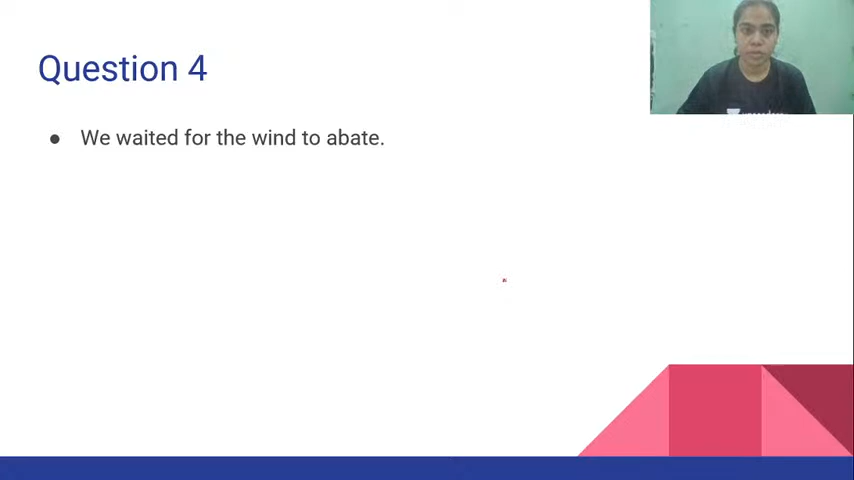 Question 4
● We waited for the wind to abate.